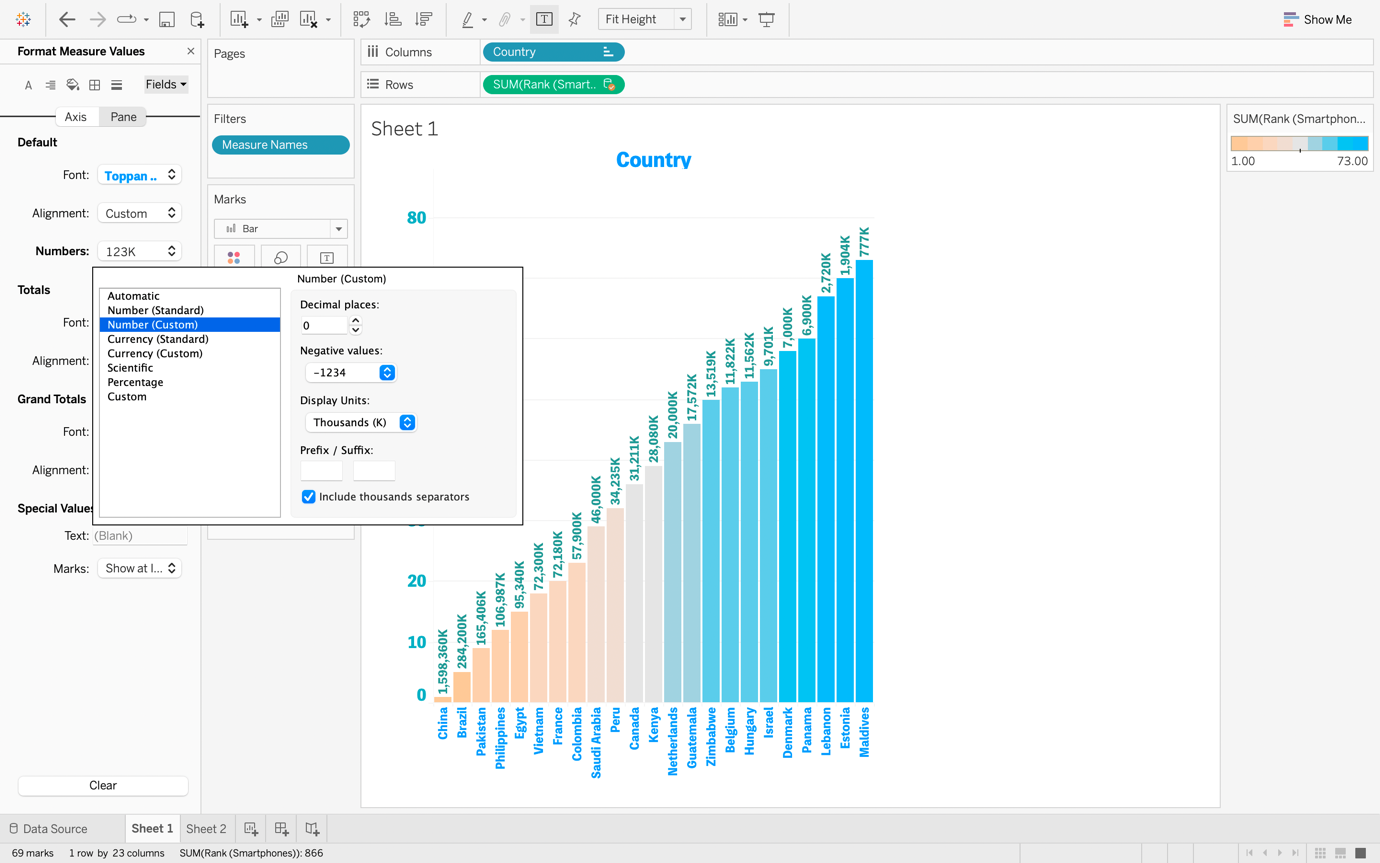 Fit Height
Show Me
Format Measure Values
Fields
Axis
Pane
Default
Font:
Toppan ..
Alignment:
Custom
Numbers:
123K
Totals
Font:
Alignment:
Grand Totals
Font:
Alignment:
Special Values
Text:
(Blank)
Marks:
Show at I...
Clear
Automatic
Number (Standard)
Number (Custom)
Currency (Standard)
Currency (Custom)
Scientific
Percentage
Custom
Number (Custom)
Decimal places:
0
Negative values:
-1234
Display Units:
Thousands (K)
Prefix / Suffix:
Include thousands separators
Pages
Filters
Measure Names
Marks
Bar
Columns
Country
Rows
SUM(Rank (Smart..
Sheet 1
Country
80
20
10
0
1,598,360K
284,200K
165,406K
106,987K
95,340K
72,300K
72,180K
57,900K
46,000K
34,235K
31,211K
28,080K
20,000K
17,572K
13,519K
11,822K
11,562K
9,701K
7,000K
6,900K
2,720K
1,904K
777K
China
Brazil
Pakistan
Philippines
Egypt
Vietnam
France
Colombia
Saudi Arabia
Peru
Canada
Kenya
Netherlands
Guatemala
Zimbabwe
Belgium
Hungary
Israel
Denmark
Panama
Lebanon
Estonia
Maldives
SUM(Rank (Smartphon...
1.00
73.00
Data Source
Sheet 1
Sheet 2
69 marks
1 row by 23 columns
SUM(Rank (Smartphones)): 866